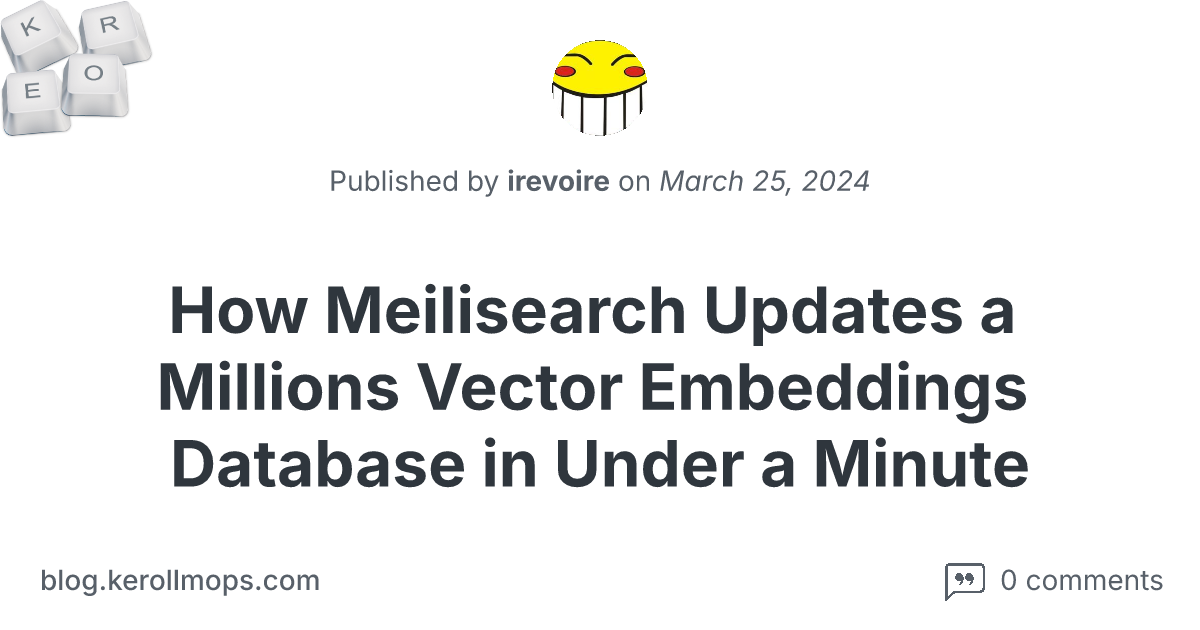 K R
E O
Published by irevoire on March 25, 2024
How Meilisearch Updates a
Millions Vector Embeddings
Database in Under a Minute
blog.kerollmops.com
0 comments